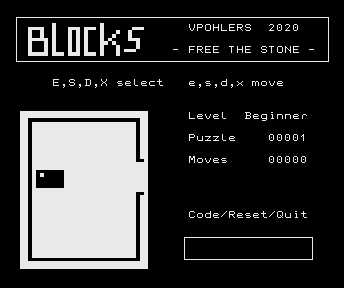 BLOCKS
VPOHLERS 2020
- FREE THE STONE -
E,S,D,X select e,s,d,x move
Level Beginner
Puzzle 00001
Moves 00000
Code/Reset/Quit